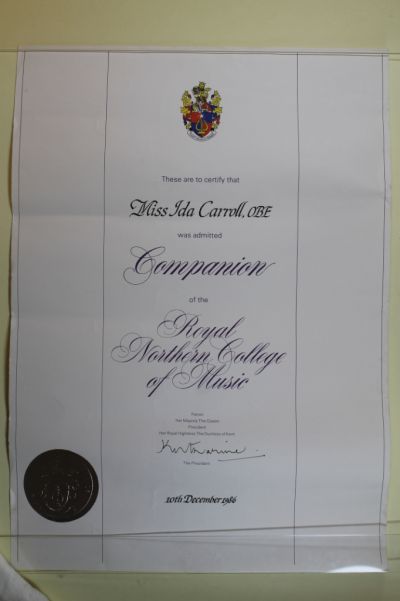 These are to certify that
Miss Ida Carroll, OBE
was admitted
Companion
of the
Royal
Northern College
of Music
Patron
Her Majesty The Queen
President
Her Royal Highness The Duchess of Kent
Katharine
The President
10th December 1986